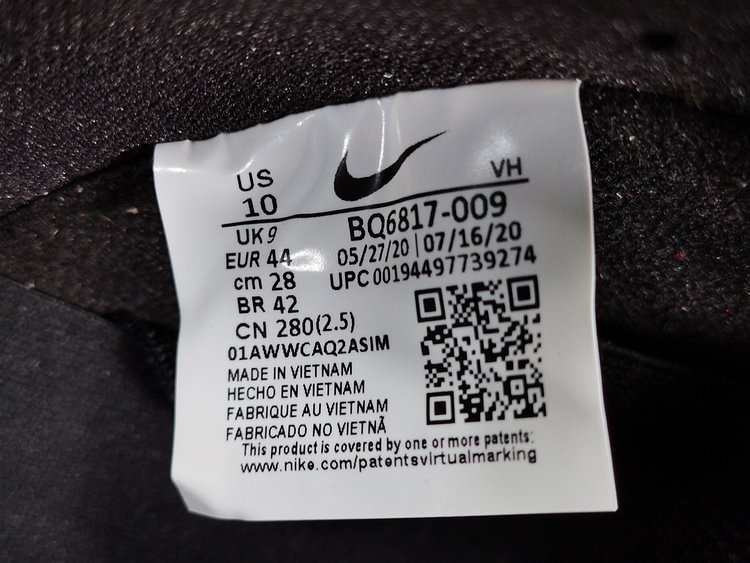 US
10
VH
UK 9
BQ6817-009
EUR 44
05/27/20 | 07/16/20
cm 28
UPC 00194497739274
BR 42
CN 280(2.5)
01AWWCAQ2ASIM
MADE IN VIETNAM
HECHO EN VIETNAM
FABRIQUE AU VIETNAM
FABRICADO NO VIETNÃ
This product is covered by one or more patents:
www.nike.com/patentsvirtualmarking